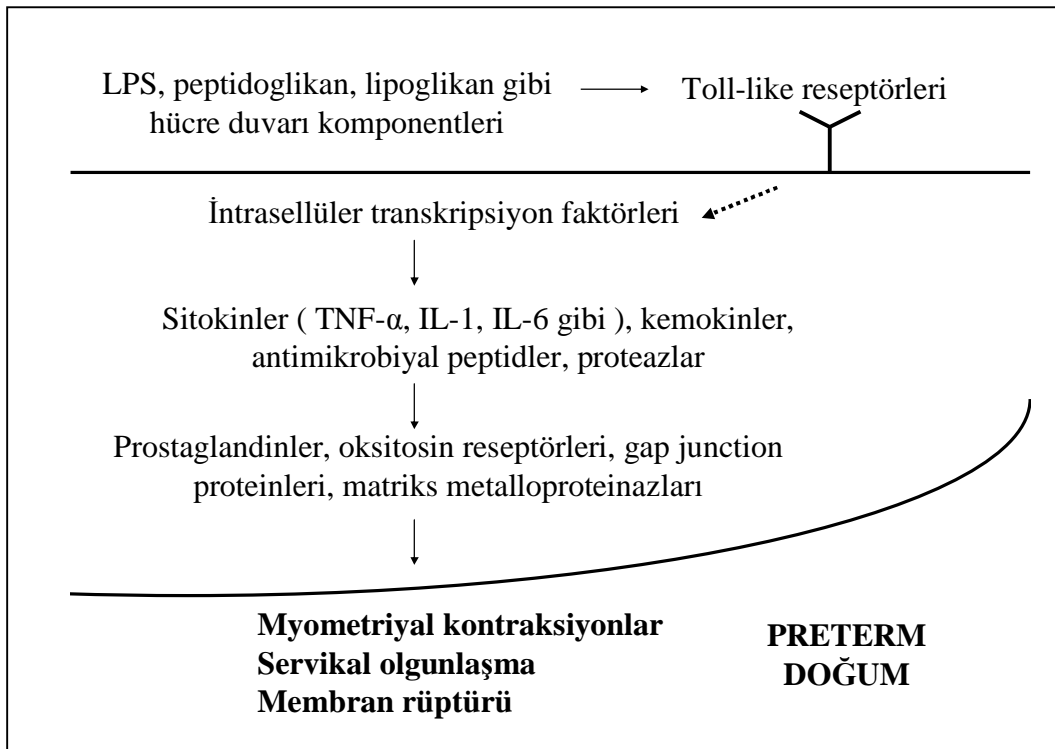 LPS, peptidoglikan, lipoglikan gibi
hücre duvarı komponentleri
Toll-like reseptörleri
İntrasellüler transkripsiyon faktörleri
Sitokinler ( TNF-α, IL-1, IL-6 gibi ), kemokinler,
antimikrobiyal peptidler, proteazlar
Prostaglandinler, oksitosin reseptörleri, gap junction
proteinleri, matriks metalloproteinazları
Myometriyal kontraksiyonlar
Servikal olgunlaşma
Membran rüptürü
PRETERM
DOĞUM